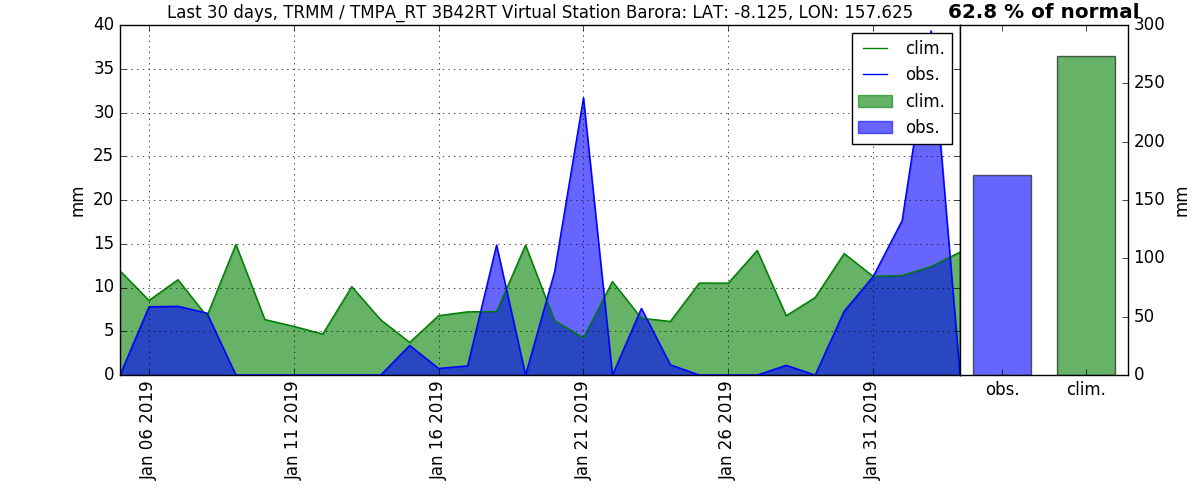 Last 30 days, TRMM / TMPA_RT 3B42RT Virtual Station Barora: LAT: -8.125, LON: 157.625
62.8 % of normal
40
35
30
25
20
15
10
5
0
mm
clim.
obs.
clim.
obs.
Jan 06 2019
Jan 11 2019
Jan 16 2019
Jan 21 2019
Jan 26 2019
Jan 31 2019
300
250
200
150
100
50
0
mm
obs.
clim.